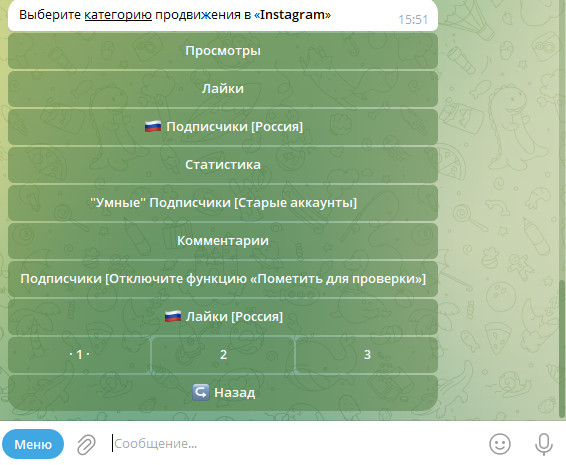 Выберите категорию продвижения в «Instagram»
15:51
Просмотры
Лайки
🇷🇺 Подписчики [Россия]
Статистика
"Умные" Подписчики [Старые аккаунты]
Комментарии
Подписчики [Отключите функцию «Пометить для проверки»]
🇷🇺 Лайки [Россия]
· 1 · 2 3
↪️ Назад
Меню Сообщение...